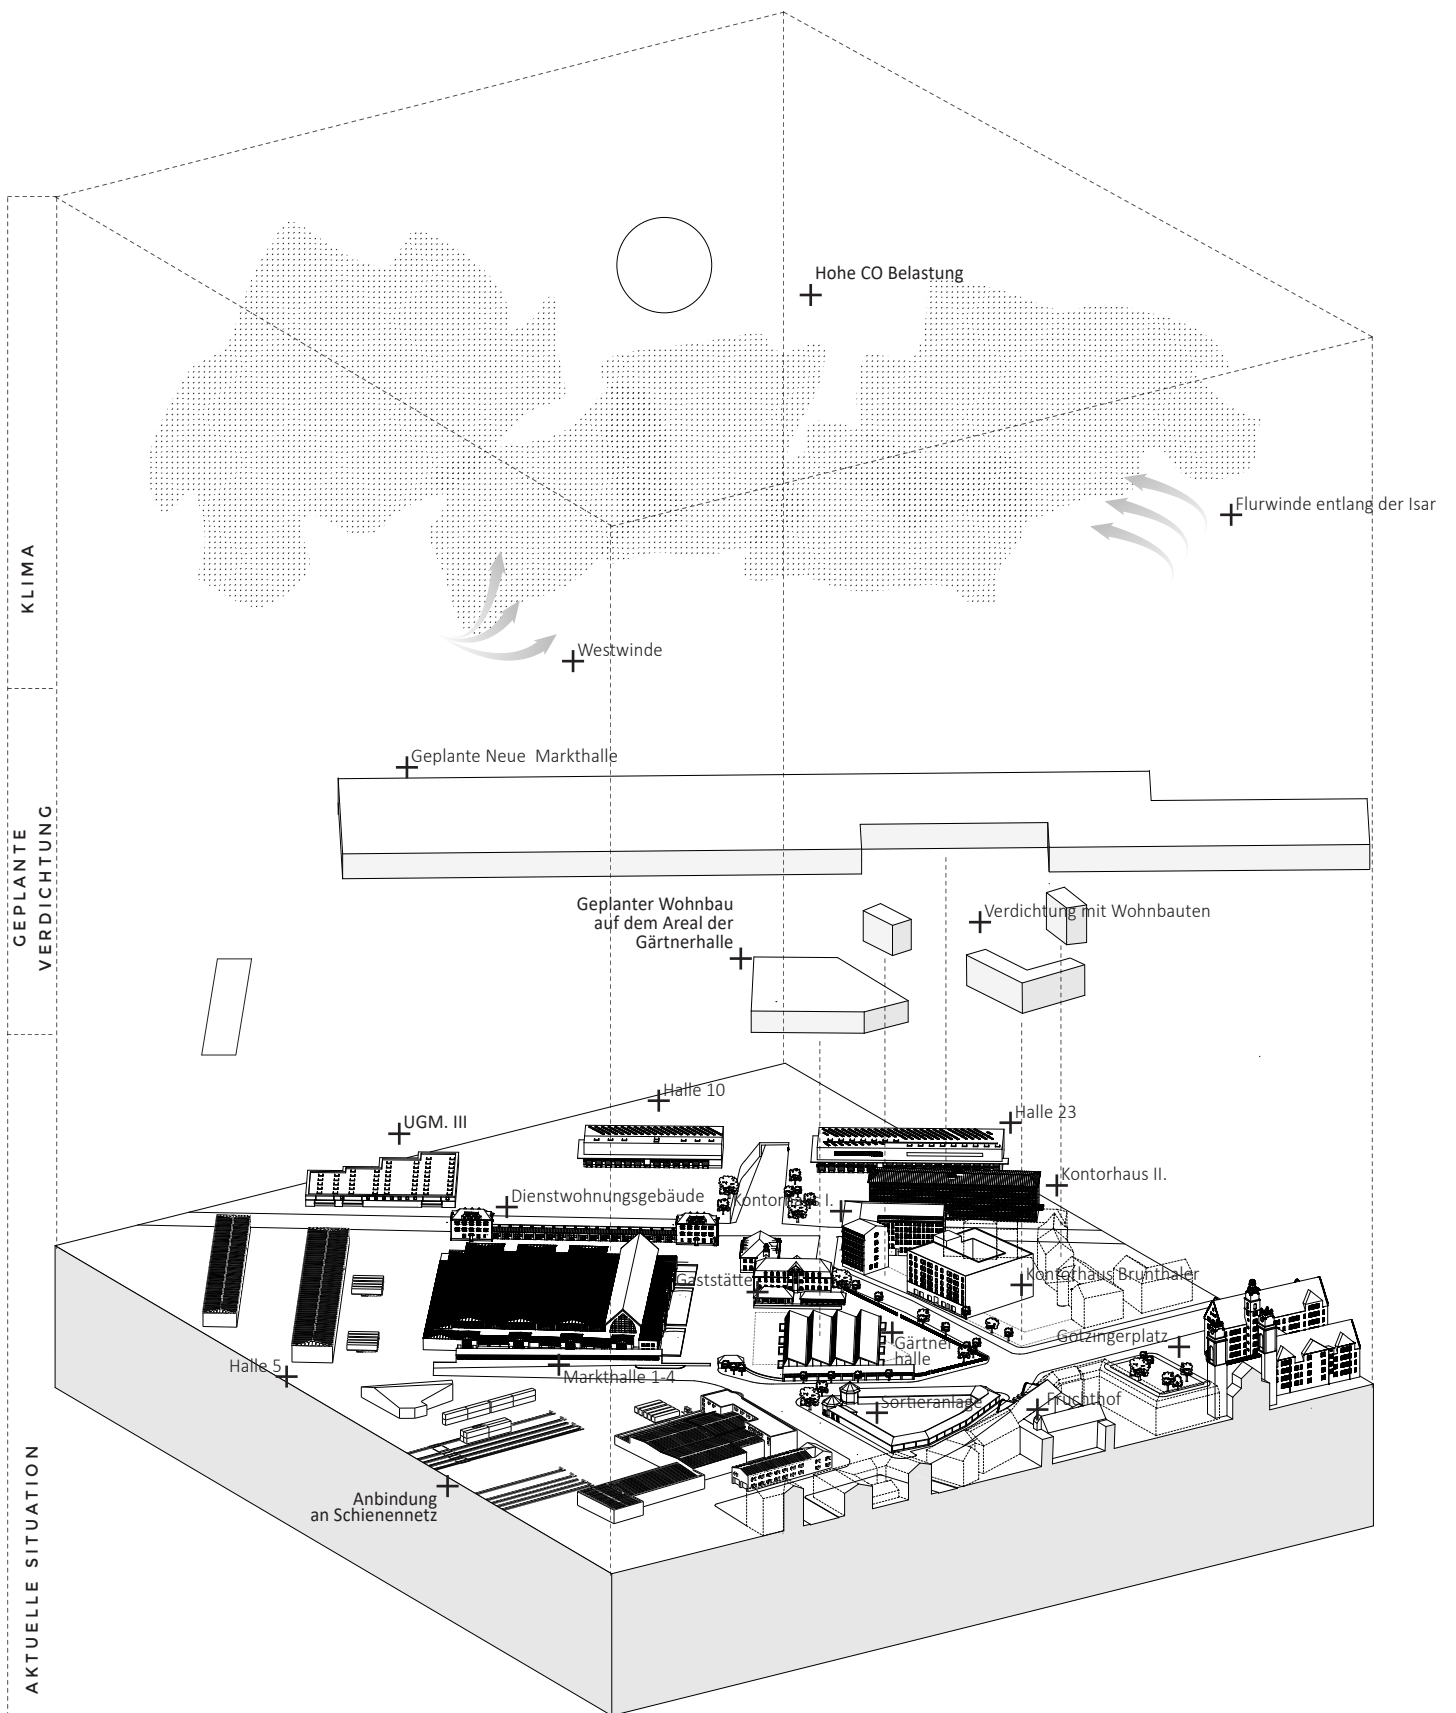 Hohe CO Belastung
Flurwinde entlang der Isar
KLIMA
Westwinde
Geplante Neue Markthalle
GEPLANTE
VERDICHTUNG
Geplanter Wohnbau
auf dem Areal der
Gärtnerhalle
Verdichtung mit Wohnbauten
Halle 10
Halle 23
UGM. III
Kontorhaus II.
Dienstwohnungsgebäude
Kontorhaus I.
Gaststätte
Kontorhaus Brunthaler
Götzingerplatz
Gärtner
halle
Halle 5
Markthalle 1-4
Sortieranlage
Fruchthof
Anbindung
an Schienennetz
AKTUELLE SITUATION